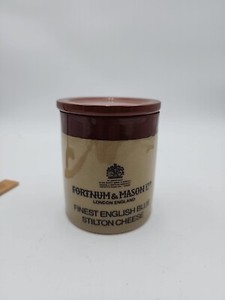 FORTNUM & MASON LTD
LONDON ENGLAND
FINEST ENGLISH BLUE
STILTON CHEESE